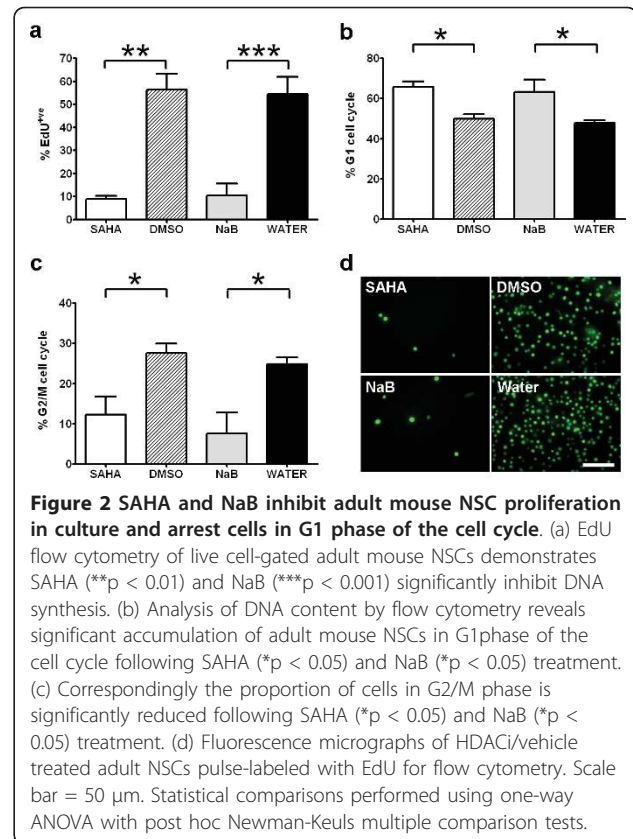 a
** ***
% EdU+ve
70
60
50
40
30
20
10
0
SAHA DMSO NaB WATER
b
* *
% G1 cell cycle
80
60
40
20
0
SAHA DMSO NaB WATER
c
* *
% G2/M cell cycle
40
30
20
10
0
SAHA DMSO NaB WATER
d
SAHA DMSO
NaB Water
Figure 2 SAHA and NaB inhibit adult mouse NSC proliferation
in culture and arrest cells in G1 phase of the cell cycle. (a) EdU
flow cytometry of live cell-gated adult mouse NSCs demonstrates
SAHA (**p < 0.01) and NaB (***p < 0.001) significantly inhibit DNA
synthesis. (b) Analysis of DNA content by flow cytometry reveals
significant accumulation of adult mouse NSCs in G1phase of the
cell cycle following SAHA (*p < 0.05) and NaB (*p < 0.05) treatment.
(c) Correspondingly the proportion of cells in G2/M phase is
significantly reduced following SAHA (*p < 0.05) and NaB (*p <
0.05) treatment. (d) Fluorescence micrographs of HDACi/vehicle
treated adult NSCs pulse-labeled with EdU for flow cytometry. Scale
bar = 50 μm. Statistical comparisons performed using one-way
ANOVA with post hoc Newman-Keuls multiple comparison tests.